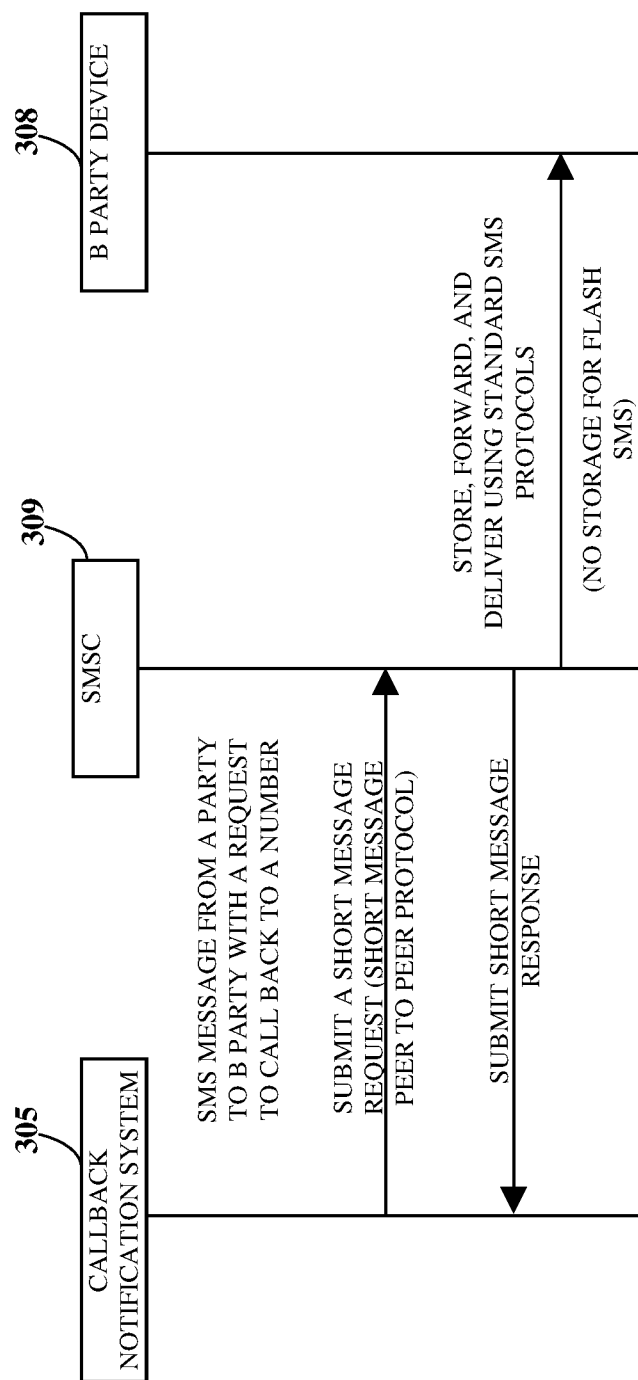 305
CALLBACK
NOTIFICATION SYSTEM
309
SMSC
308
B PARTY DEVICE
SMS MESSAGE FROM A PARTY
TO B PARTY WITH A REQUEST
TO CALL BACK TO A NUMBER
SUBMIT A SHORT MESSAGE
REQUEST (SHORT MESSAGE
PEER TO PEER PROTOCOL)
SUBMIT SHORT MESSAGE
RESPONSE
STORE, FORWARD, AND
DELIVER USING STANDARD SMS
PROTOCOLS
(NO STORAGE FOR FLASH
SMS)